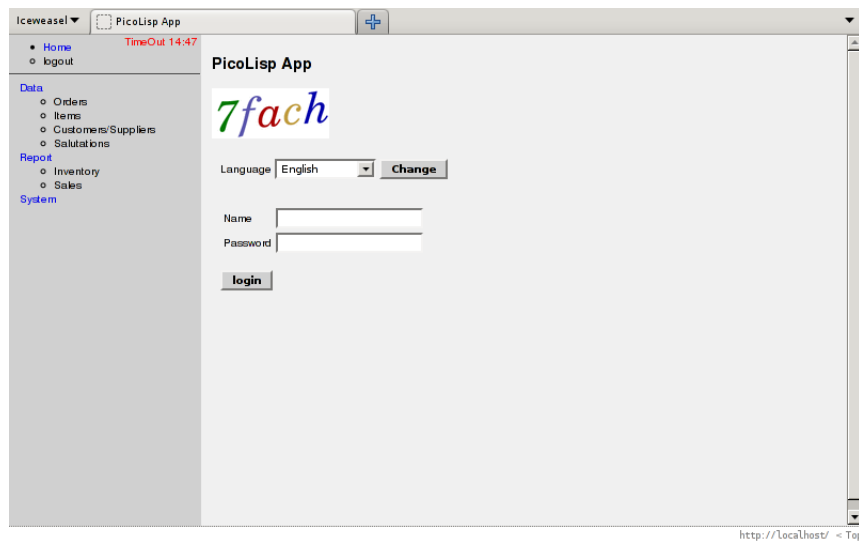 Iceweasel PicoLisp App
TimeOut 14:47
Home
logout
Data
Orders
Items
Customers/Suppliers
Salutations
Report
Inventory
Sales
System
PicoLisp App
7fach
Language English Change
Name
Password
login
http://localhost/ < Top